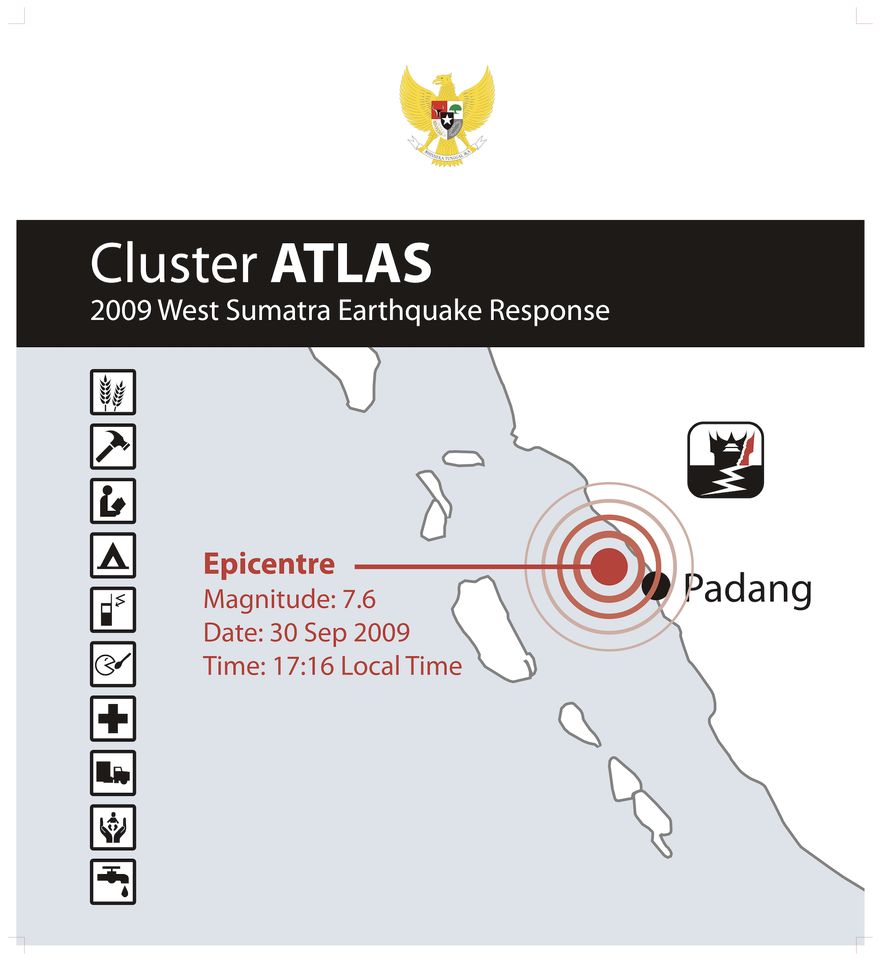 Cluster ATLAS
2009 West Sumatra Earthquake Response
Epicentre
Magnitude: 7.6
Date: 30 Sep 2009
Time: 17:16 Local Time
Padang